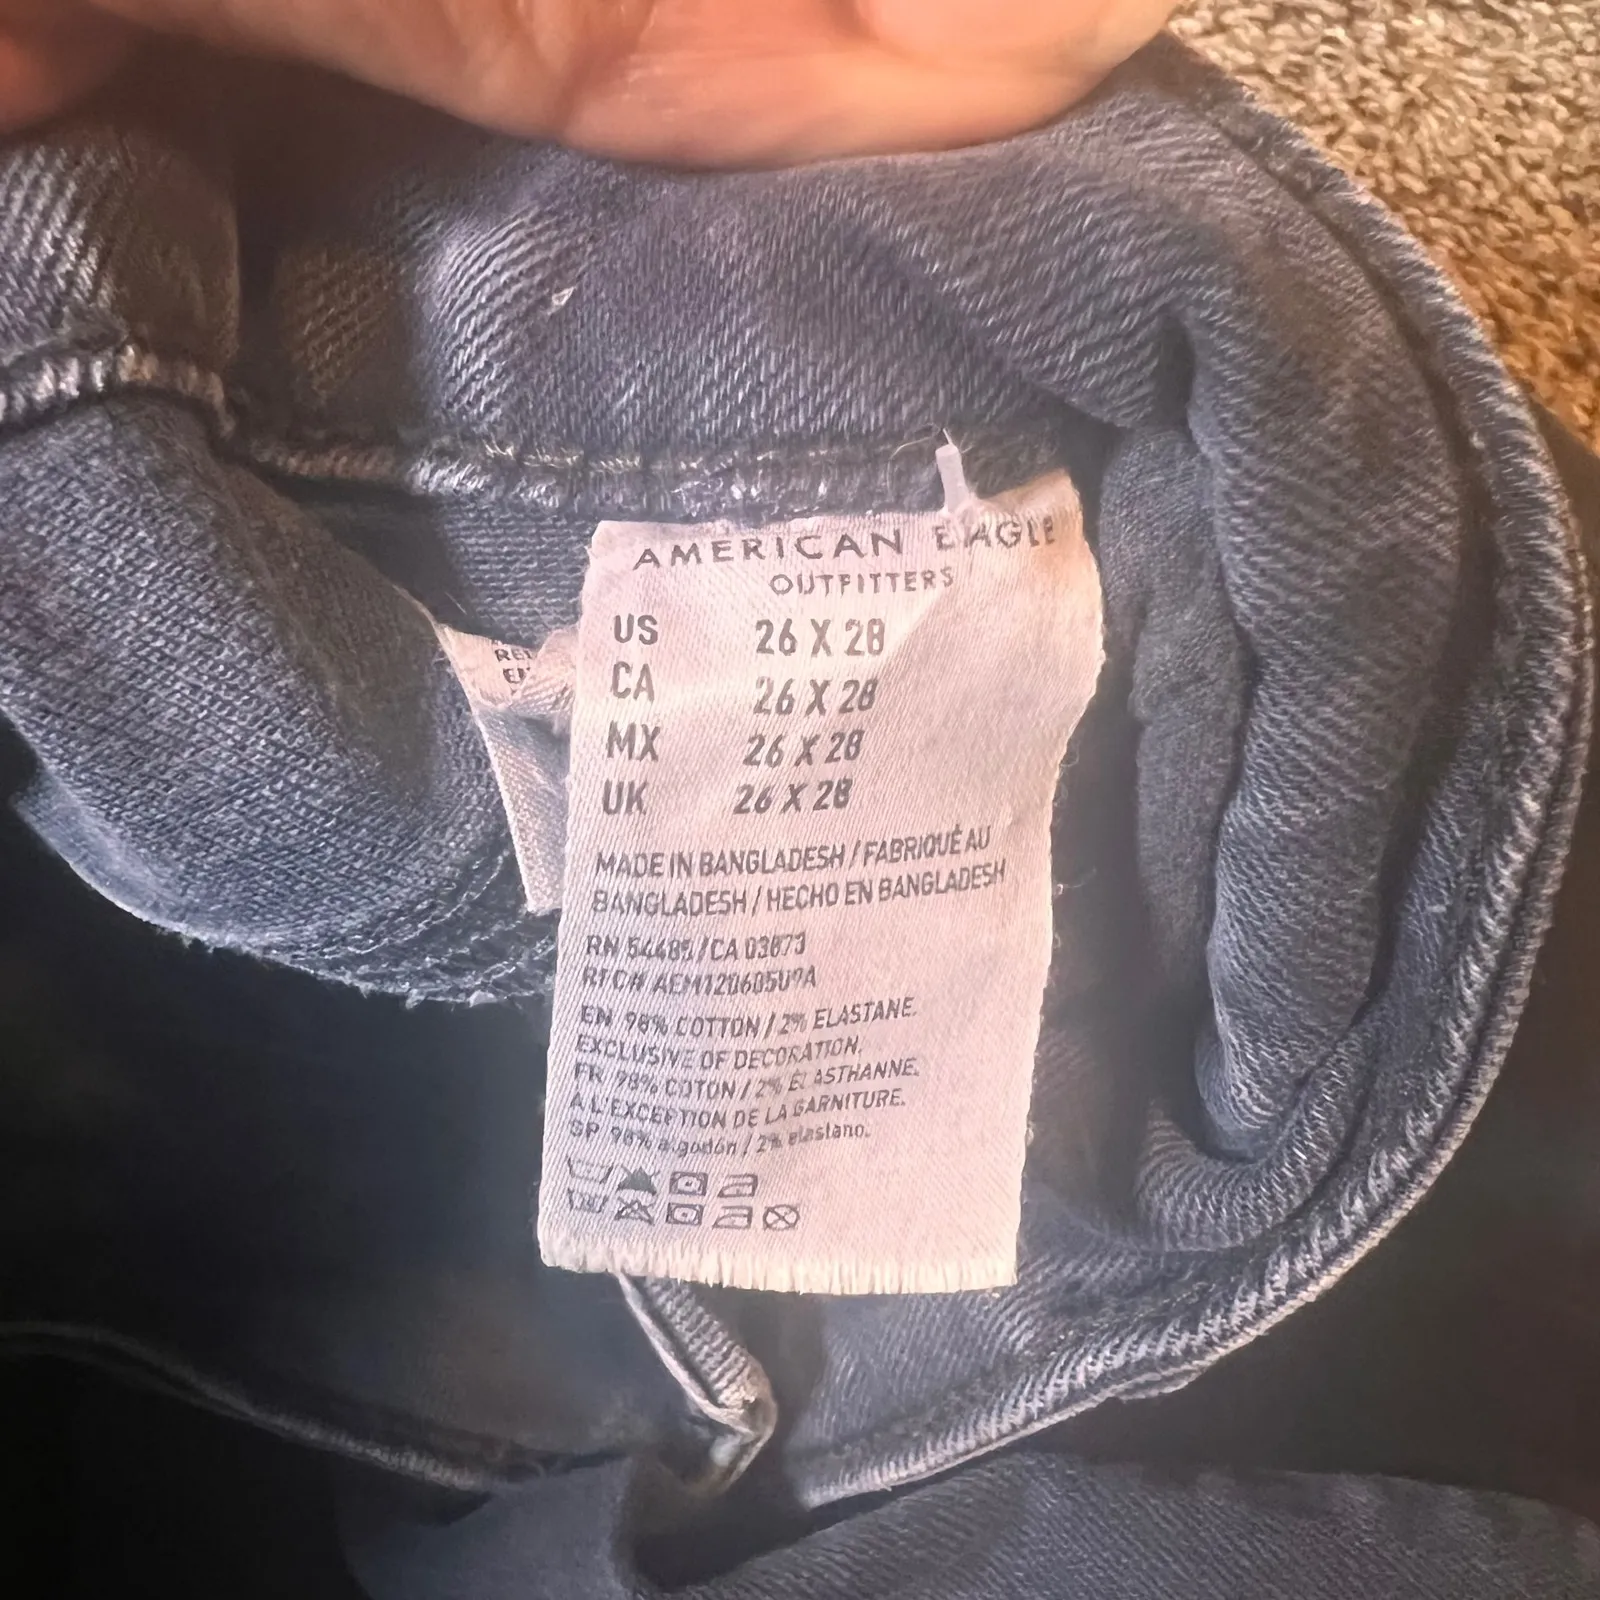 AMERICAN EAGLE
OUTFITTERS
US 26 X 28
CA 26 X 28
MX 26 X 28
UK 26 X 28
MADE IN BANGLADESH / FABRIQUÉ AU
BANGLADESH / HECHO EN BANGLADESH
RN 54485 / CA 03873
RFC#
EN 98% COTTON / 2% ELASTANE.
EXCLUSIVE OF DECORATION.
FR 98% COTON / 2% ÉLASTHANNE.
À L'EXCEPTION DE LA GARNITURE.
SP 98% algodón / 2% elastano.